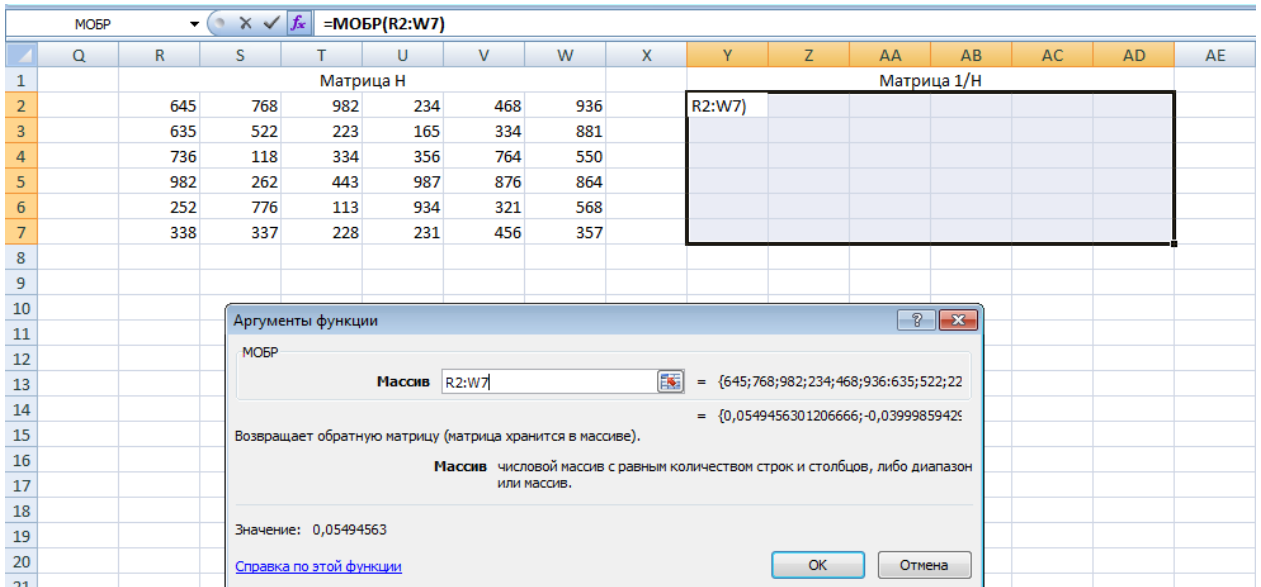 МОБР =МОБР(R2:W7)
Q R S T U V W X Y Z AA AB AC AD AE
1 Матрица H Матрица 1/H
2 645 768 982 234 468 936 R2:W7)
3 635 522 223 165 334 881
4 736 118 334 356 764 550
5 982 262 443 987 876 864
6 252 776 113 934 321 568
7 338 337 228 231 456 357
8
9
10
11
12
13
14
15
16
17
18
19
20
21
Аргументы функции
МОБР
Массив R2:W7 = {645;768;982;234;468;936:635;522;22
= {0,0549456301206666;-0,03999859429
Возвращает обратную матрицу (матрица хранится в массиве).
Массив числовой массив с равным количеством строк и столбцов, либо диапазон
или массив.
Значение: 0,05494563
Справка по этой функции OK Отмена